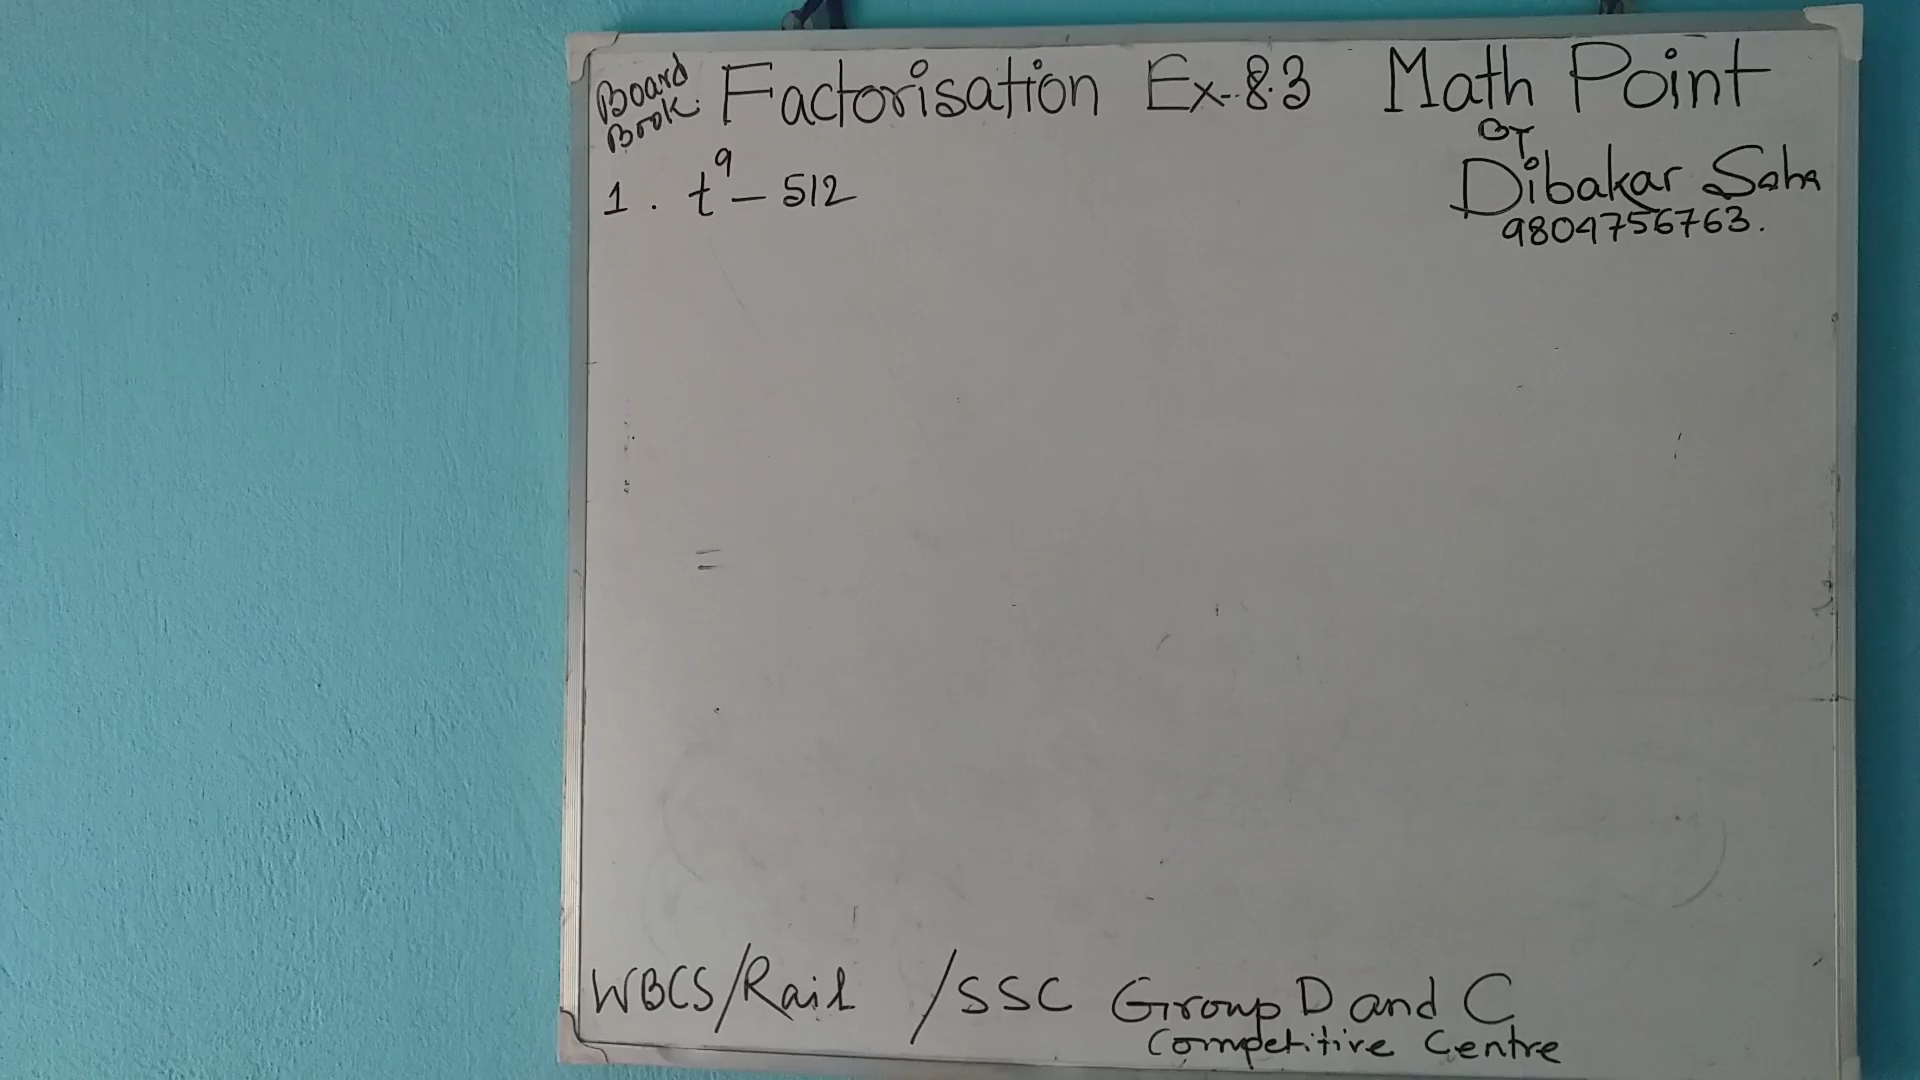 Board Book. Factorisation Ex-8.3 Math Point
BY
Dibakar Saha
9804756763.
1. t⁹ – 512
=
WBCS/Rail /SSC Group D and C
Competitive Centre